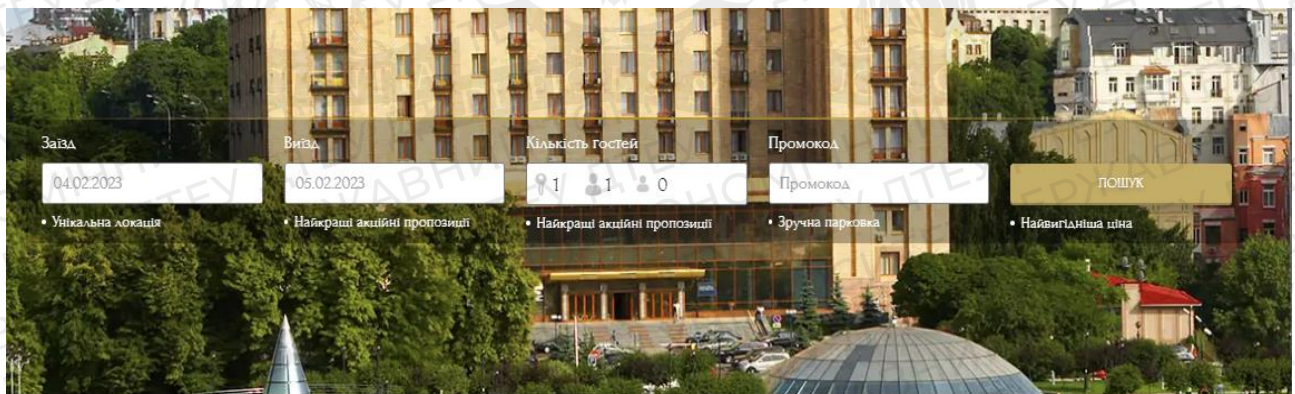 Заїзд Виїзд Кількість гостей Промокод
04.02.2023 05.02.2023 1 1 0 Промокод ПОШУК
• Унікальна локація • Найкращі акційні пропозиції • Найкращі акційні пропозиції • Зручна парковка • Найвигідніша ціна